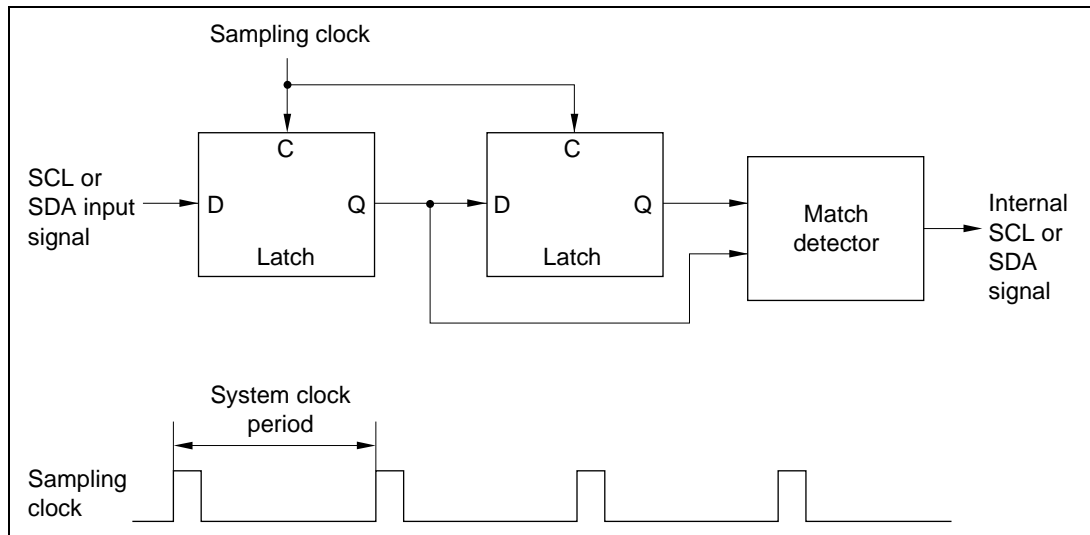 Sampling clock
C
C
SCL or
SDA input
signal
D
Q
Latch
D
Q
Latch
Match
detector
Internal
SCL or
SDA
signal
System clock
period
Sampling
clock